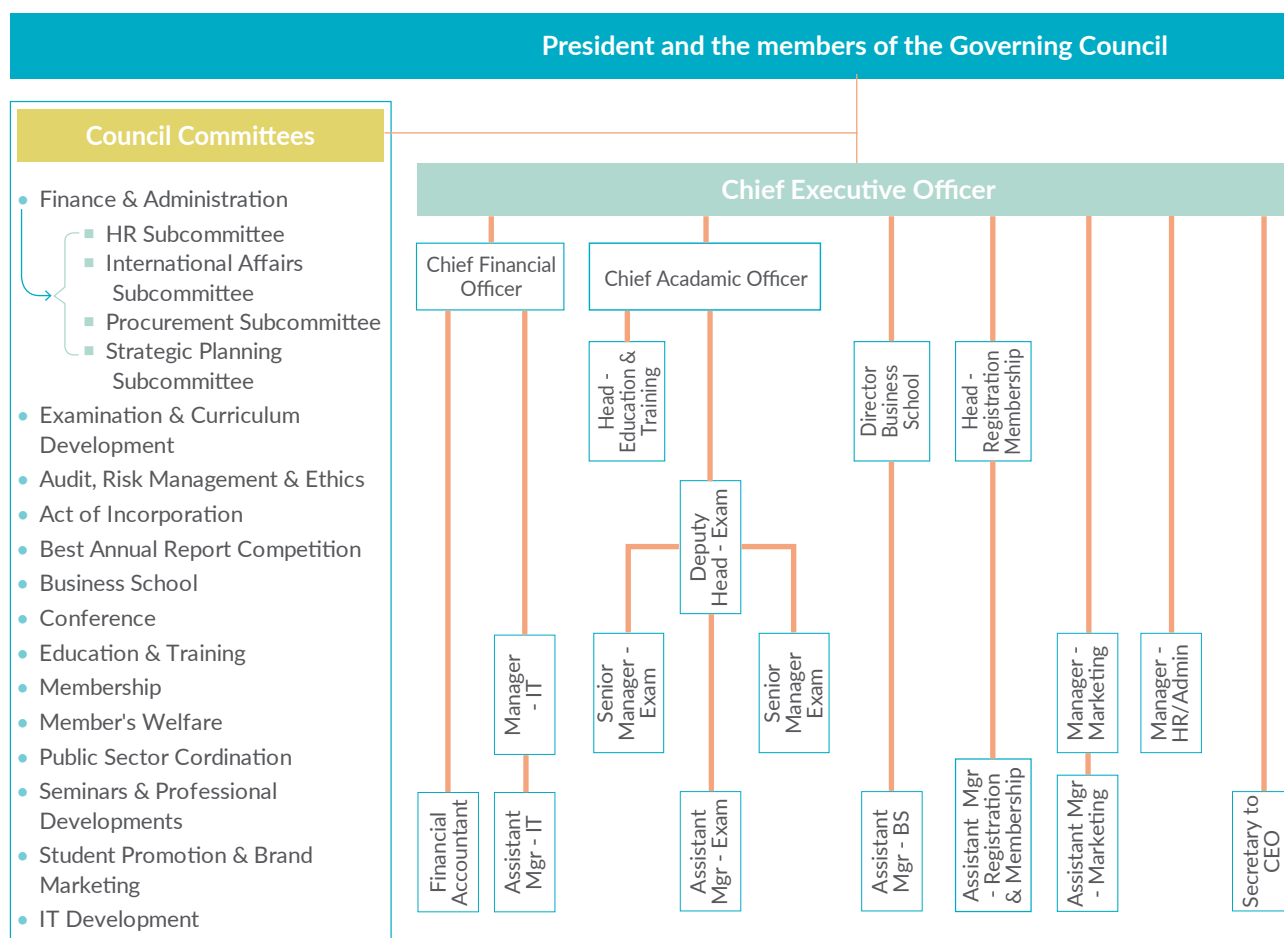 President and the members of the Governing Council
Council Committees
Finance & Administration
HR Subcommittee
International Affairs
Subcommittee
Procurement Subcommittee
Strategic Planning
Subcommittee
Examination & Curriculum
Development
Audit, Risk Management & Ethics
Act of Incorporation
Best Annual Report Competition
Business School
Conference
Education & Training
Membership
Member's Welfare
Public Sector Cordination
Seminars & Professional
Developments
Student Promotion & Brand
Marketing
IT Development
Chief Executive Officer
Chief Financial
Officer
Chief Acadamic Officer
Head -
Education &
Training
Director
Business
School
Head -
Registration
Membership
Deputy
Head - Exam
Manager
- IT
Senior
Manager -
Exam
Senior
Manager
Exam
Manager -
Marketing
Manager -
HR/Admin
Financial
Accountant
Assistant
Mgr - IT
Assistant
Mgr - Exam
Assistant
Mgr - BS
Assistant Mgr
- Registration
& Membership
Assistant Mgr
- Marketing
Secretary to
CEO